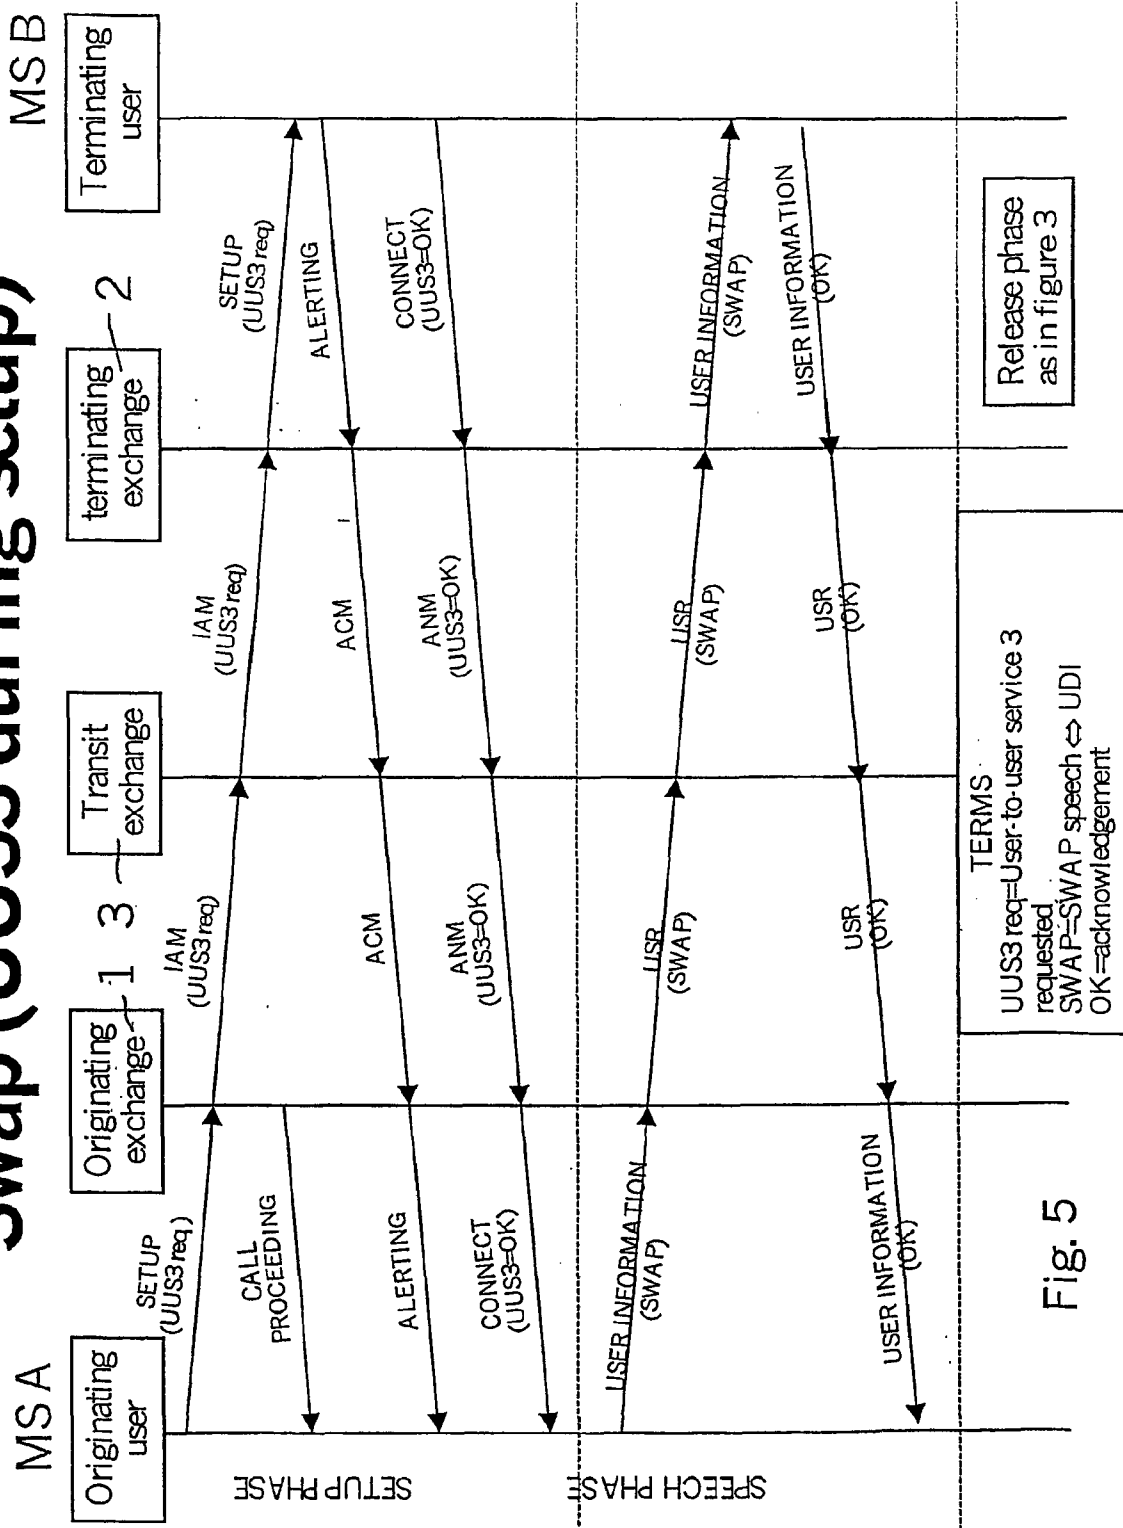 Swap (UUS3 during setup)
MS A
MS B
Originating
user
Originating
exchange
1
3
Transit
exchange
terminating
exchange
2
Terminating
user
SETUP PHASE
SETUP
(UUS3 req)
IAM
(UUS3 req)
IAM
(UUS3 req)
SETUP
(UUS3 req)
CALL
PROCEEDING
ALERTING
ACM
ACM
ALERTING
CONNECT
(UUS3=OK)
ANM
(UUS3=OK)
ANM
(UUS3=OK)
CONNECT
(UUS3=OK)
SPEECH PHASE
USER INFORMATION
(SWAP)
USR
(SWAP)
USR
(SWAP)
USER INFORMATION
(SWAP)
USER INFORMATION
(OK)
USR
(OK)
USR
(OK)
USER INFORMATION
(OK)
TERMS
UUS3 req=User-to-user service 3
requested
SWAP=SWAP speech ⇔ UDI
OK=acknowledgement
Release phase
as in figure 3
Fig. 5